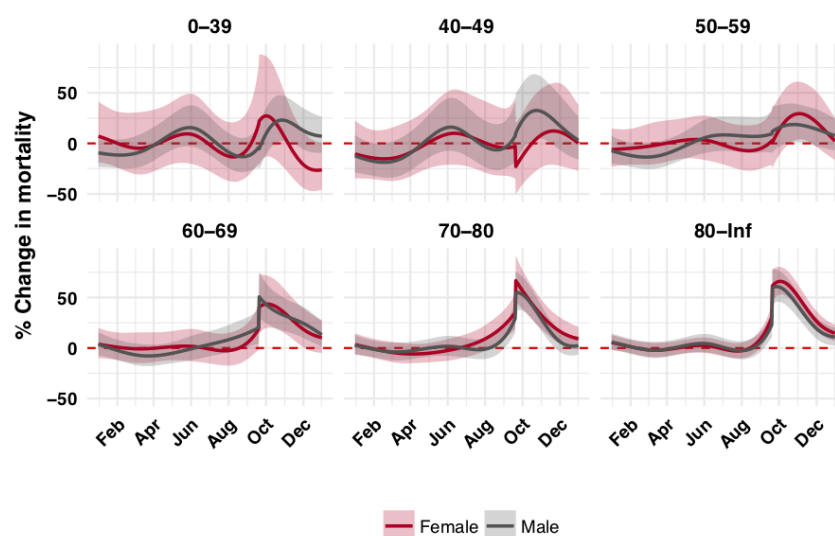 0–39 40–49 50–59
50
0
−50
60–69 70–80 80–Inf
50
0
−50
% Change in mortality
Feb Apr Jun Aug Oct Dec Feb Apr Jun Aug Oct Dec Feb Apr Jun Aug Oct Dec
Female Male